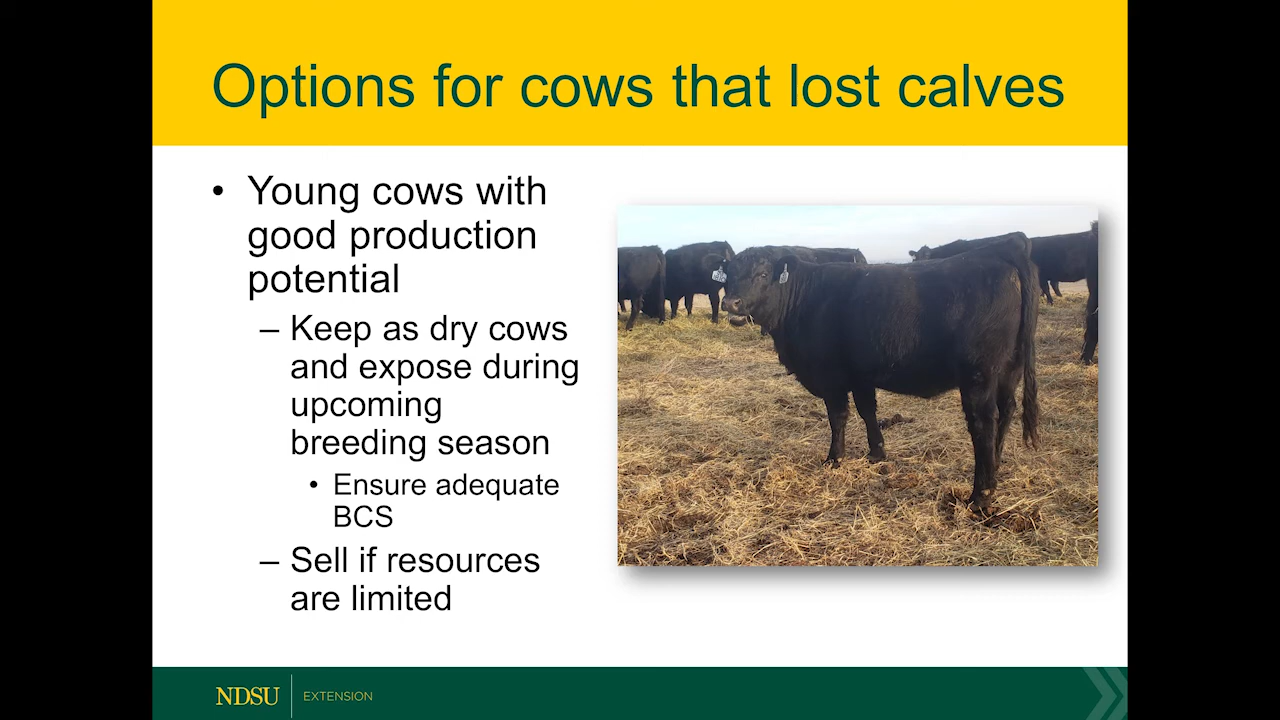 Options for cows that lost calves
• Young cows with
good production
potential
– Keep as dry cows
and expose during
upcoming
breeding season
• Ensure adequate
BCS
– Sell if resources
are limited
NDSU EXTENSION